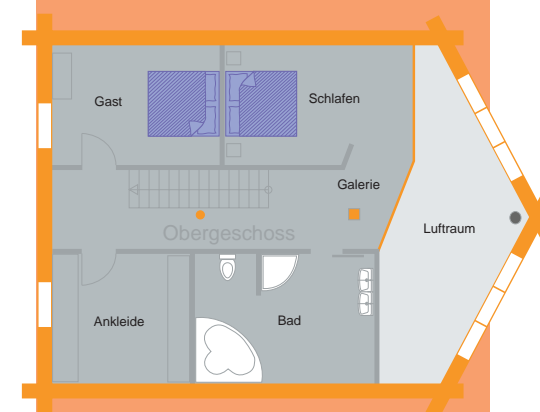 Gast
Schlafen
Galerie
Luftraum
Obergeschoss
Ankleide
Bad